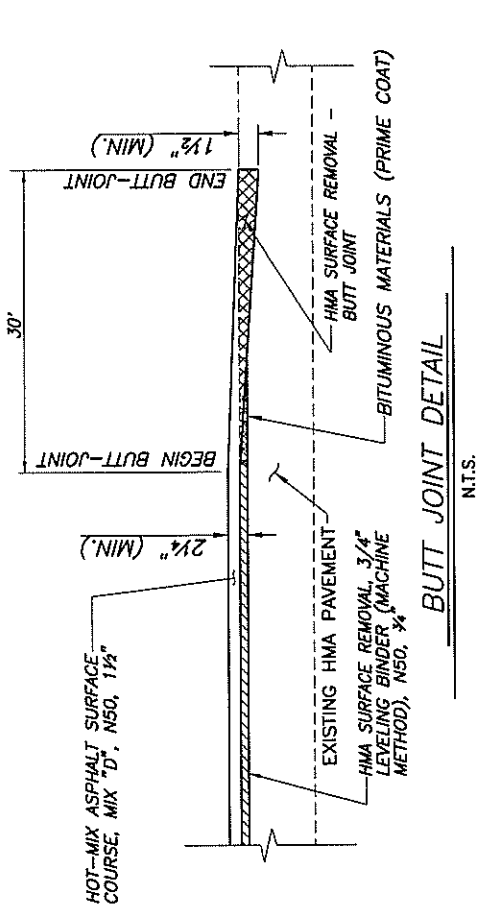 30'
BEGIN BUTT-JOINT
END BUTT-JOINT
1½" (MIN.)
2¼" (MIN.)
HOT-MIX ASPHALT SURFACE
COURSE, MIX "D", N50, 1½"
EXISTING HMA PAVEMENT
HMA SURFACE REMOVAL, 3/4"
LEVELING BINDER (MACHINE
METHOD), N50, ¾"
HMA SURFACE REMOVAL -
BUTT JOINT
BITUMINOUS MATERIALS (PRIME COAT)
BUTT JOINT DETAIL
N.T.S.